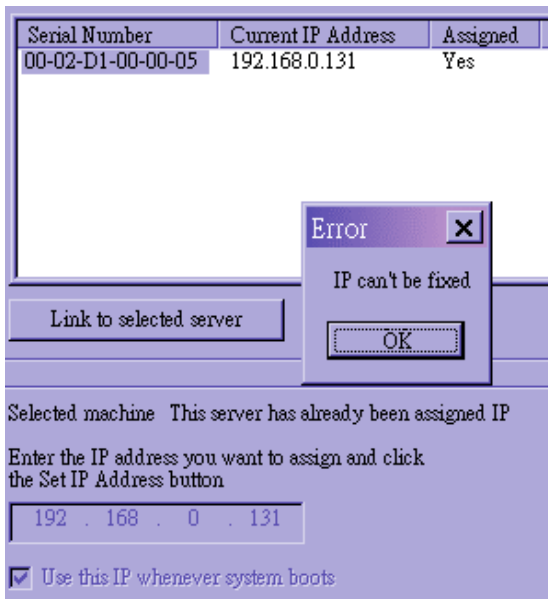 Serial Number Current IP Address Assigned
00-02-D1-00-00-05 192.168.0.131 Yes
Error
IP can't be fixed
OK
Link to selected server
Selected machine This server has already been assigned IP
Enter the IP address you want to assign and click
the Set IP Address button
192 . 168 . 0 . 131
Use this IP whenever system boots